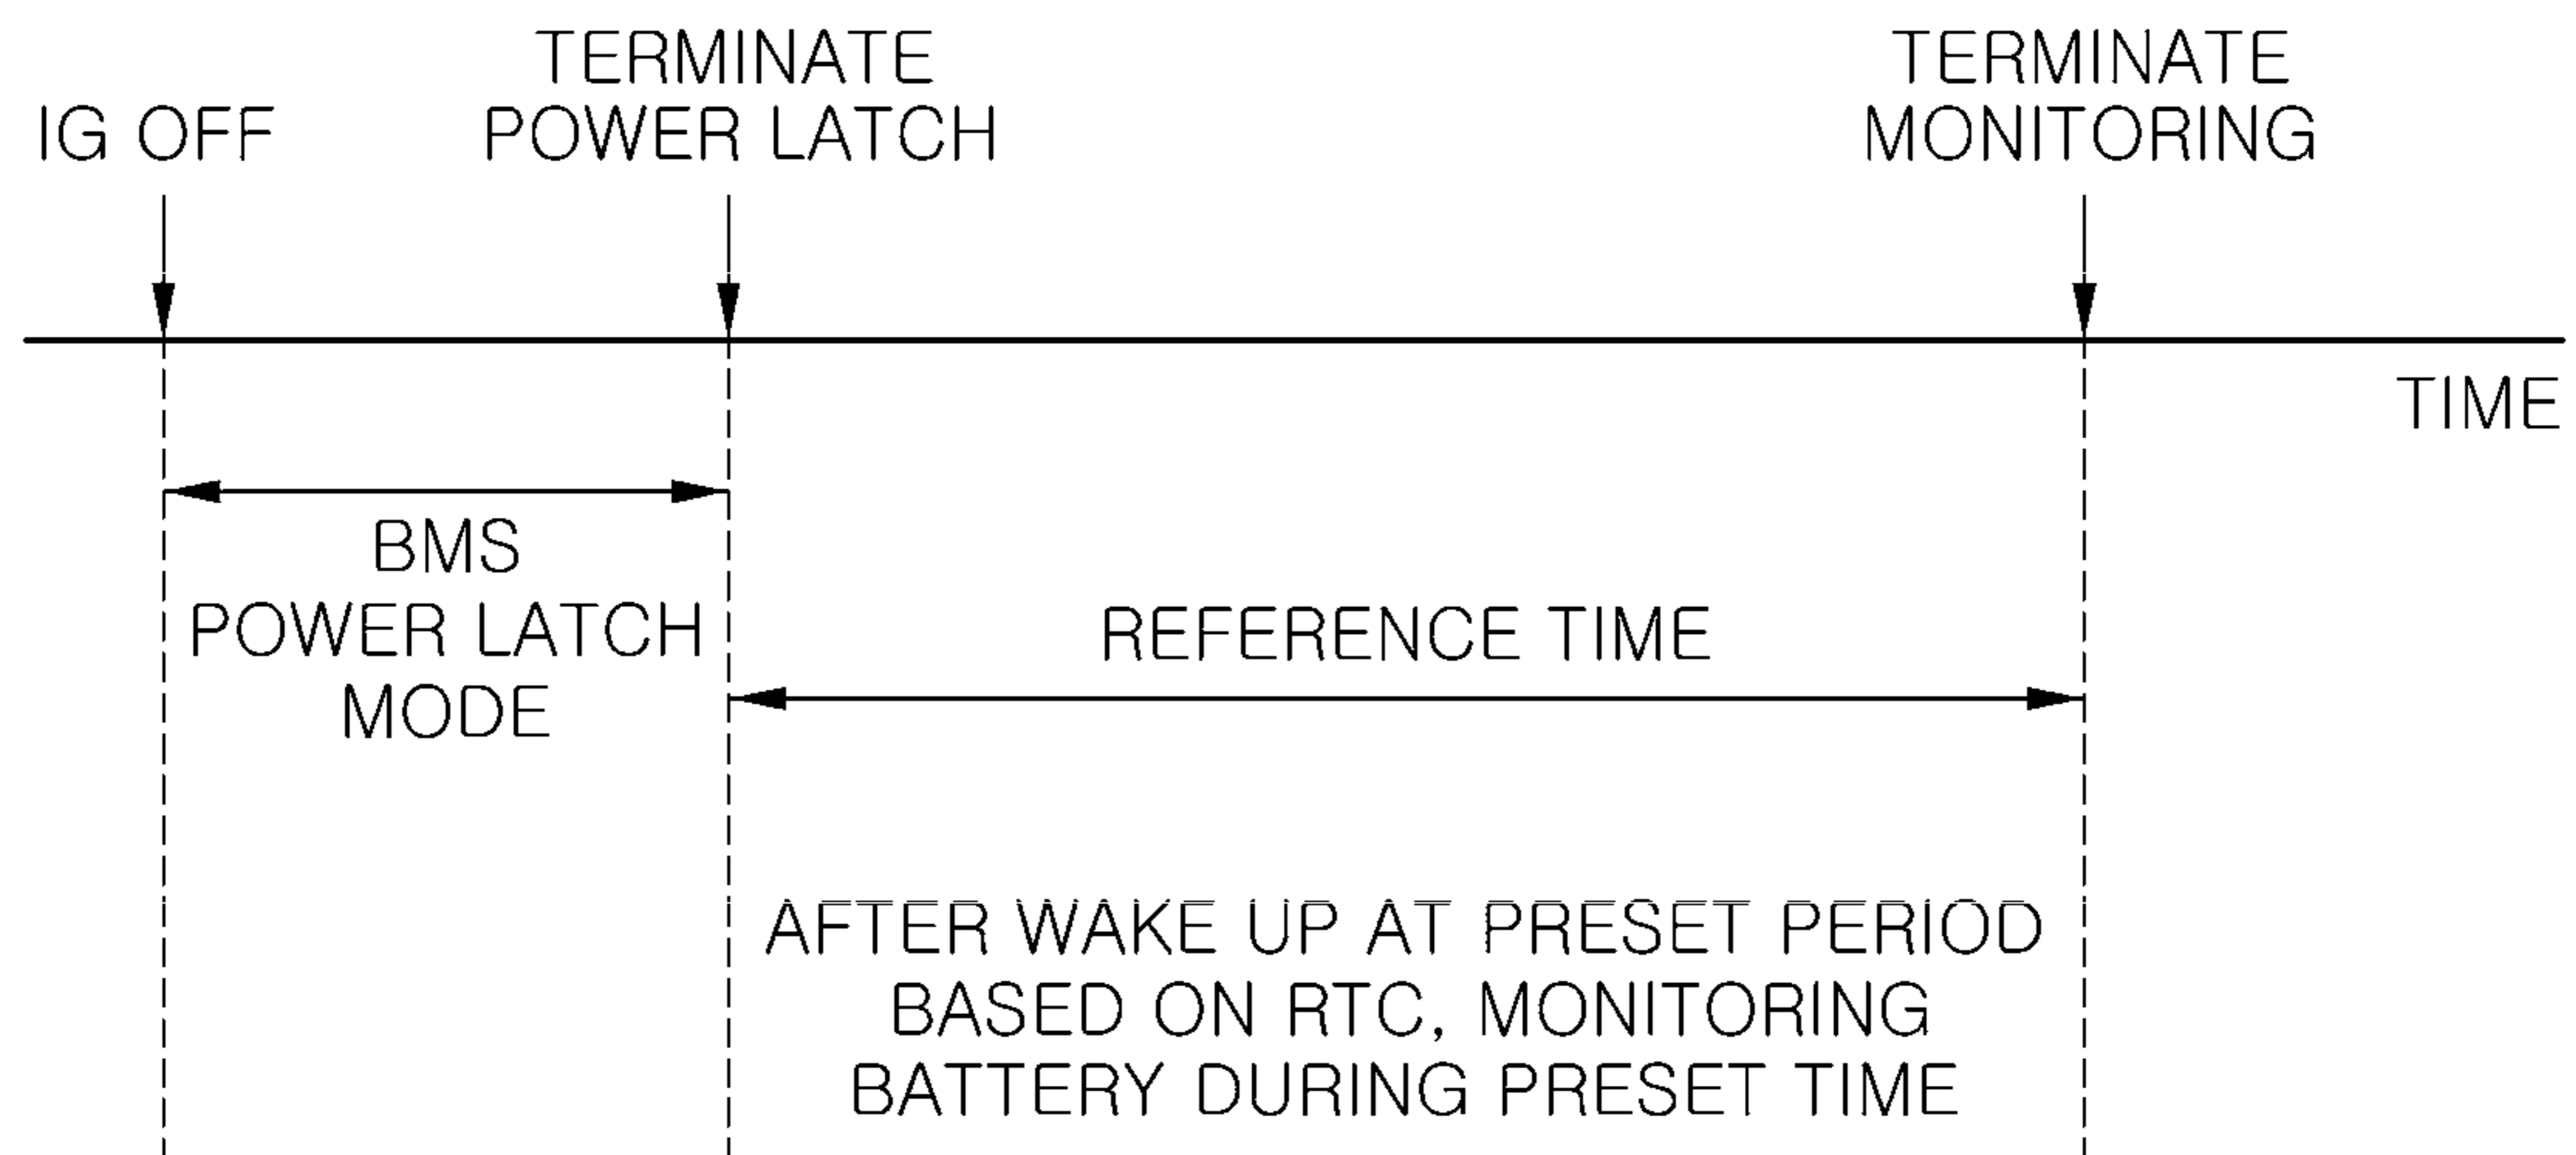 IG OFF
TERMINATE
POWER LATCH
TERMINATE
MONITORING
TIME
BMS
POWER LATCH
MODE
REFERENCE TIME
AFTER WAKE UP AT PRESET PERIOD
BASED ON RTC, MONITORING
BATTERY DURING PRESET TIME